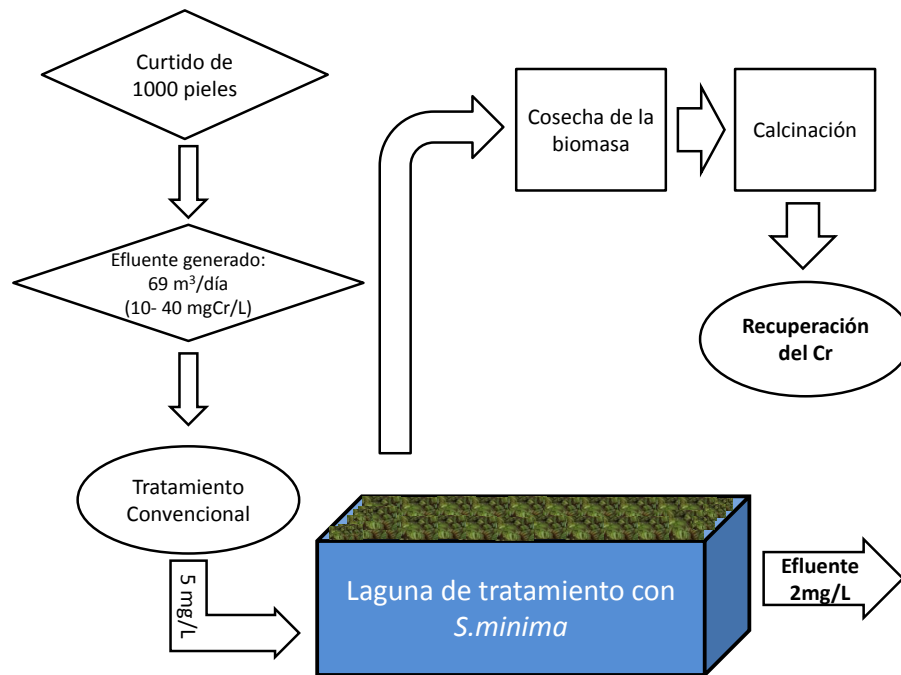 Curtido de
1000 pieles
Efluente generado:
69 m³/día
(10- 40 mgCr/L)
Tratamiento
Convencional
5 mg/L
Laguna de tratamiento con
S.minima
Cosecha de la
biomasa
Calcinación
Recuperación
del Cr
Efluente
2mg/L